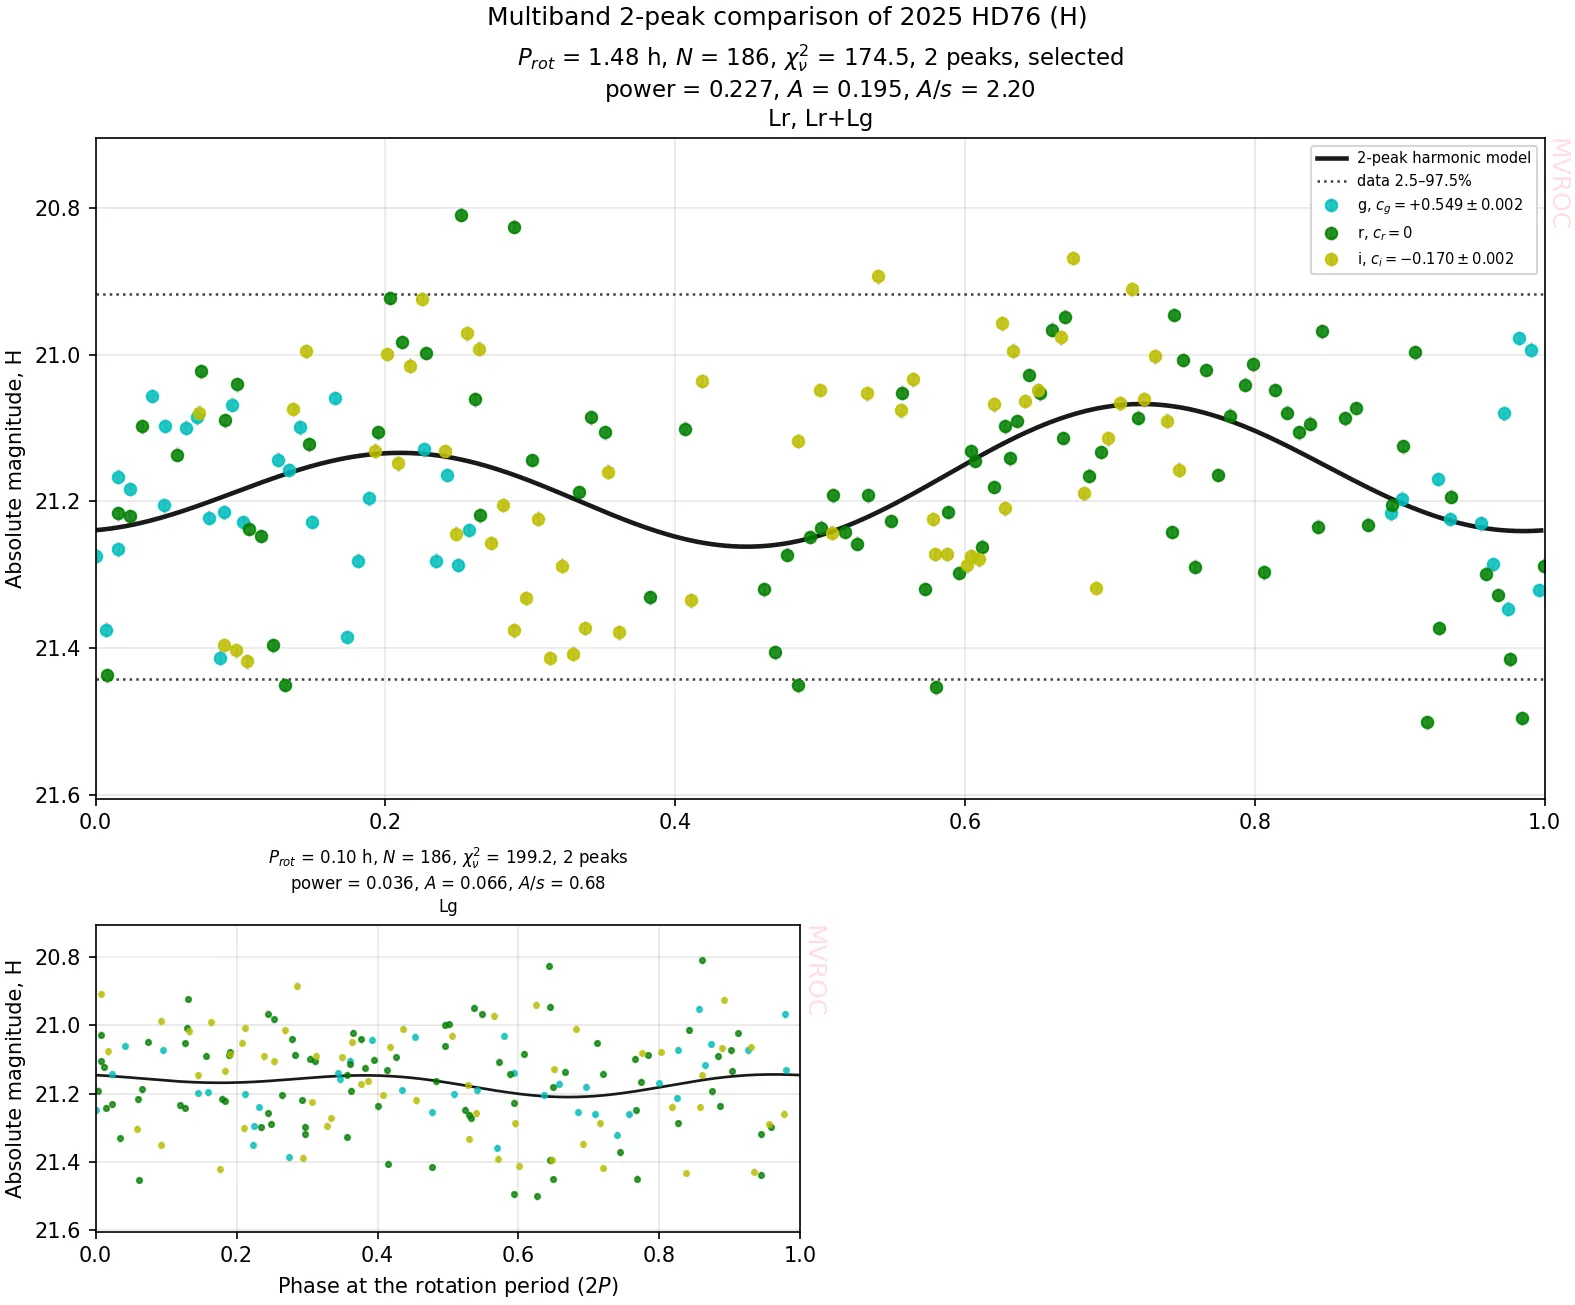 Multiband 2-peak comparison of 2025 HD76 (H)
P_rot = 1.48 h, N = 186, χ²_ν = 174.5, 2 peaks, selected
power = 0.227, A = 0.195, A/s = 2.20
Lr, Lr+Lg
2-peak harmonic model
data 2.5–97.5%
g, c_g = +0.549 ± 0.002
r, c_r = 0
i, c_i = −0.170 ± 0.002
MVROC
Absolute magnitude, H
20.8
21.0
21.2
21.4
21.6
0.0 0.2 0.4 0.6 0.8 1.0
P_rot = 0.10 h, N = 186, χ²_ν = 199.2, 2 peaks
power = 0.036, A = 0.066, A/s = 0.68
Lg
MVROC
Absolute magnitude, H
20.8
21.0
21.2
21.4
21.6
0.0 0.2 0.4 0.6 0.8 1.0
Phase at the rotation period (2P)